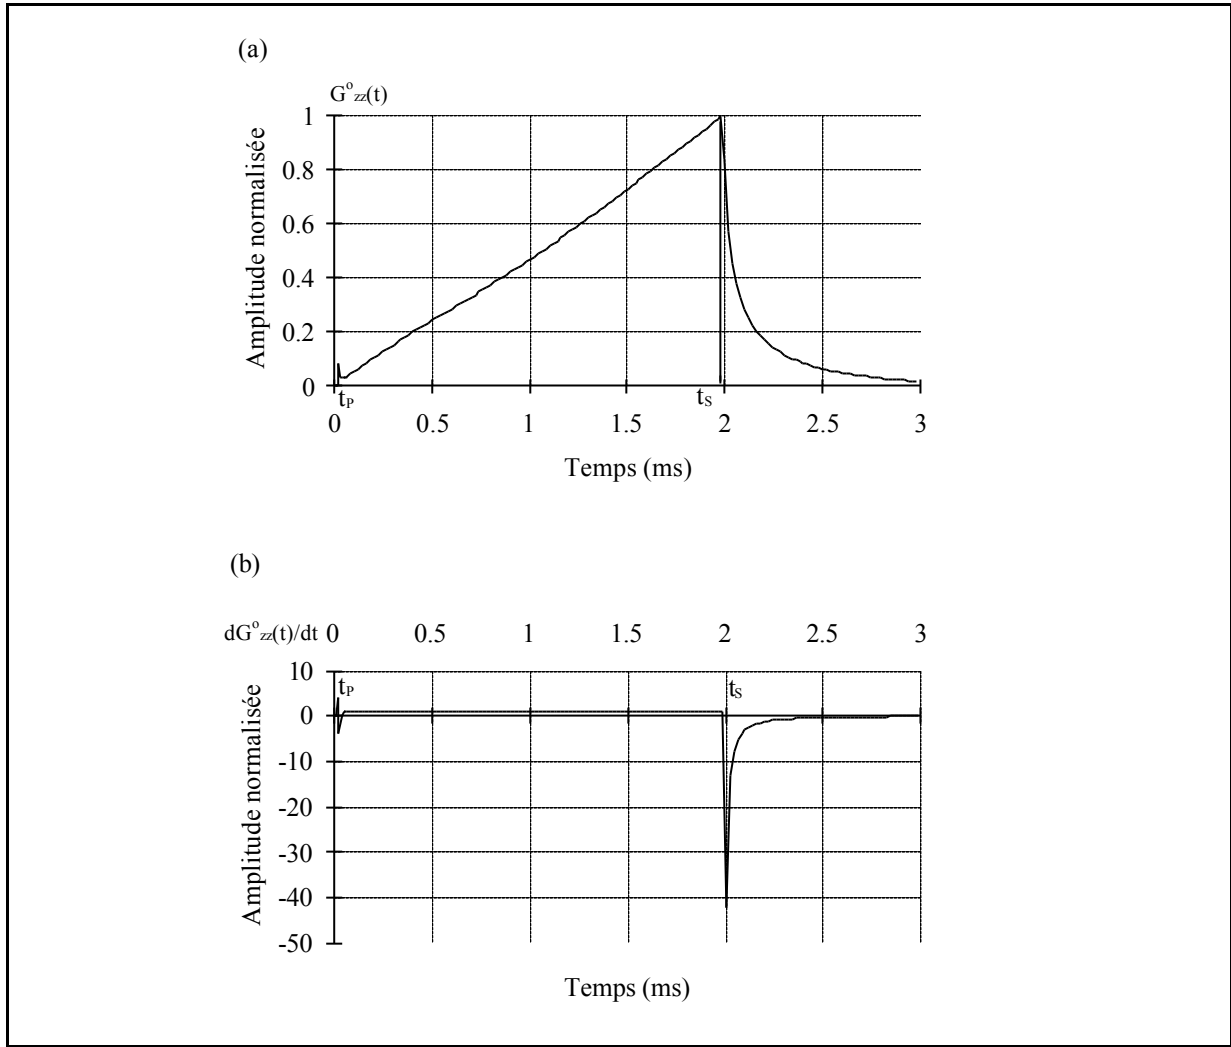 (a)
G°zz(t)
Amplitude normalisée
1
0.8
0.6
0.4
0.2
0
tP
tS
0 0.5 1 1.5 2 2.5 3
Temps (ms)
(b)
dG°zz(t)/dt 0 0.5 1 1.5 2 2.5 3
Amplitude normalisée
10
tP
tS
0
-10
-20
-30
-40
-50
Temps (ms)